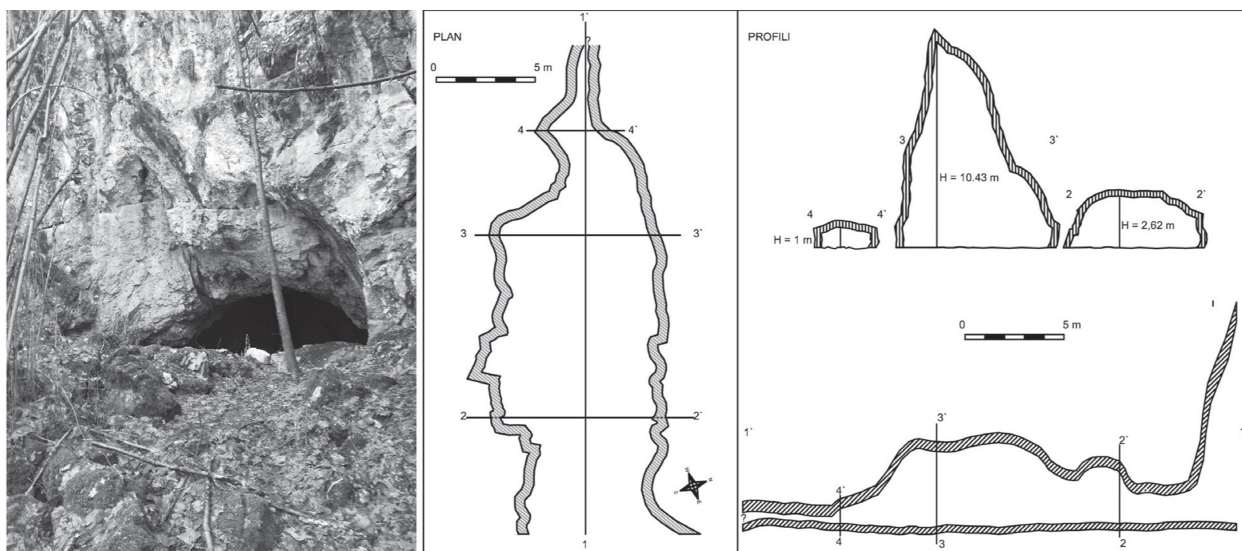 PLAN
0 5 m
1`
?
4 4`
3 3`
2 2`
1
PROFILI
3 3`
H = 10.43 m
2 2`
H = 2,62 m
4 4`
H = 1 m
0 5 m
1` 3` 2`
4`
?
4 3 2